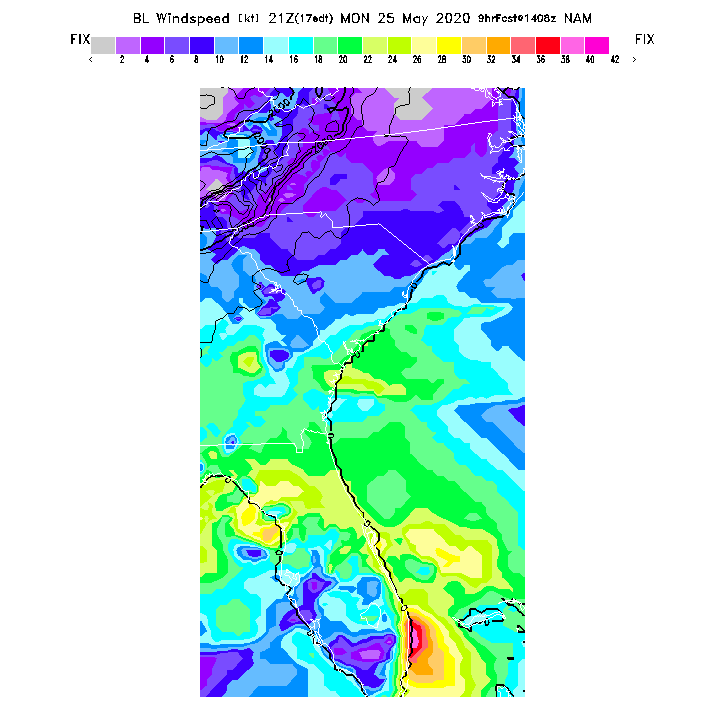 BL Windspeed [kt] 21Z(17edt) MON 25 May 2020 9hrFcst@1408z NAM
FIX FIX
< 2 4 6 8 10 12 14 16 18 20 22 24 26 28 30 32 34 36 38 40 42 >